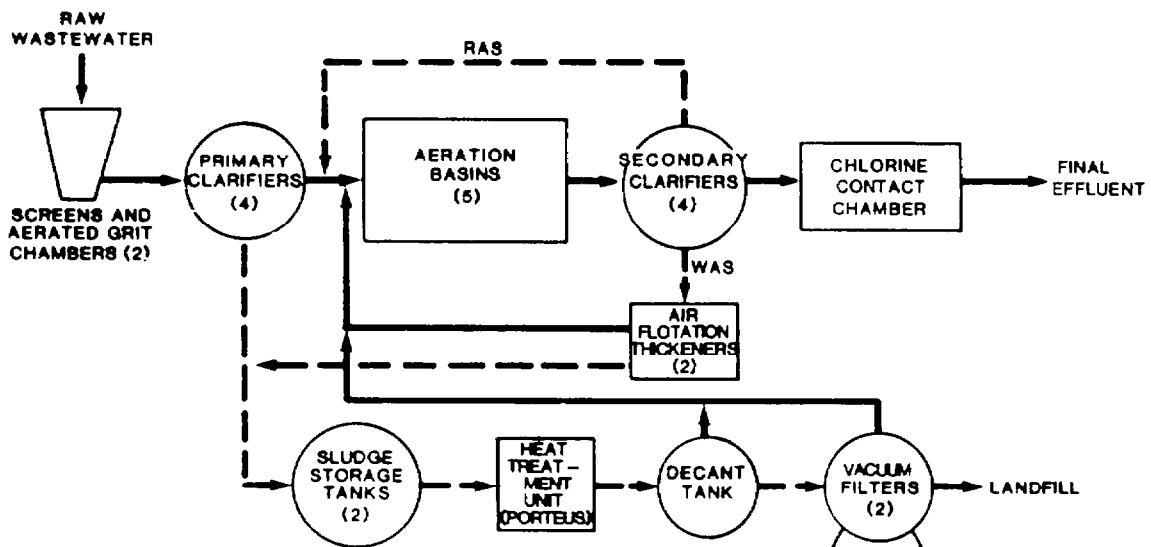 RAW
WASTEWATER
RAS
PRIMARY
CLARIFIERS
(4)
AERATION
BASINS
(5)
SECONDARY
CLARIFIERS
(4)
CHLORINE
CONTACT
CHAMBER
FINAL
EFFLUENT
SCREENS AND
AERATED GRIT
CHAMBERS (2)
WAS
AIR
FLOTATION
THICKENERS
(2)
SLUDGE
STORAGE
TANKS
(2)
HEAT
TREAT-
MENT
UNIT
(PORTEUS)
DECANT
TANK
VACUUM
FILTERS
(2)
LANDFILL